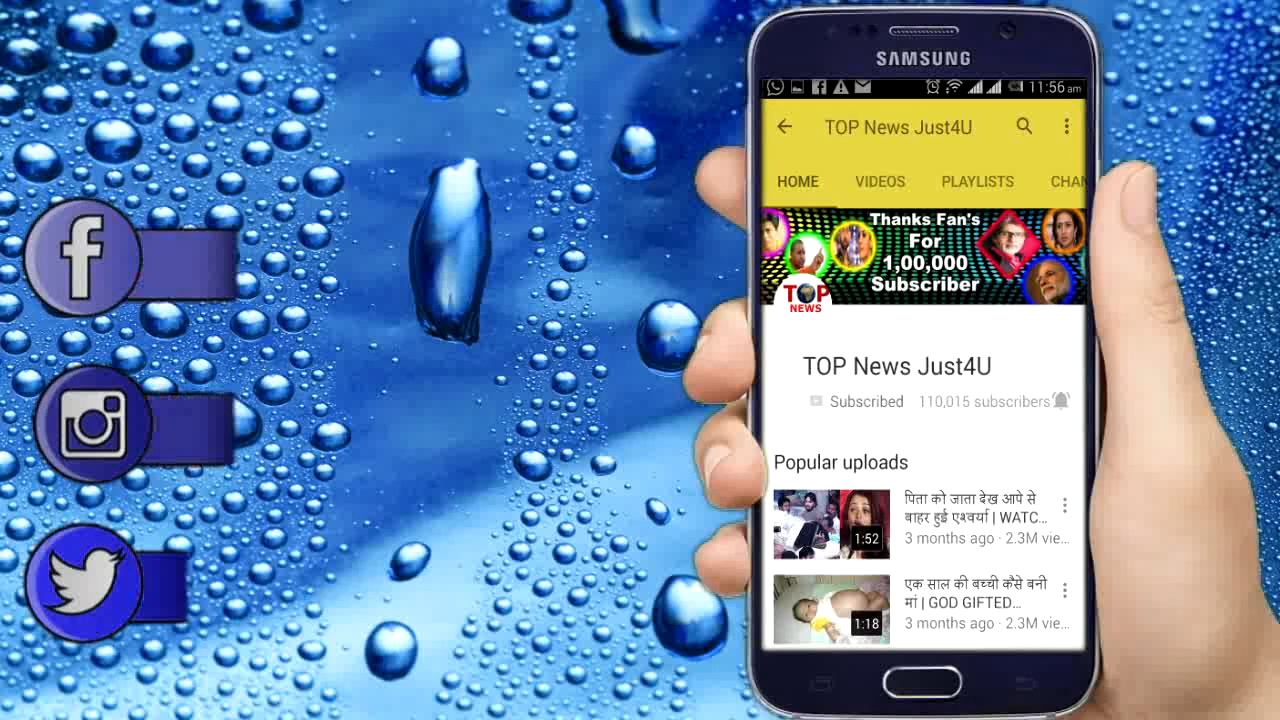 SAMSUNG
11:56 am
TOP News Just4U
HOME VIDEOS PLAYLISTS CHAN
Thanks Fan's
For
1,00,000
Subscriber
TOP
NEWS
TOP News Just4U
Subscribed 110,015 subscribers
Popular uploads
पिता को जाता देख आपे से
बाहर हुई एश्वर्या | WATC...
1:52
3 months ago · 2.3M vie...
एक साल की बच्ची कैसे बनी
मां | GOD GIFTED...
1:18
3 months ago · 2.3M vie...